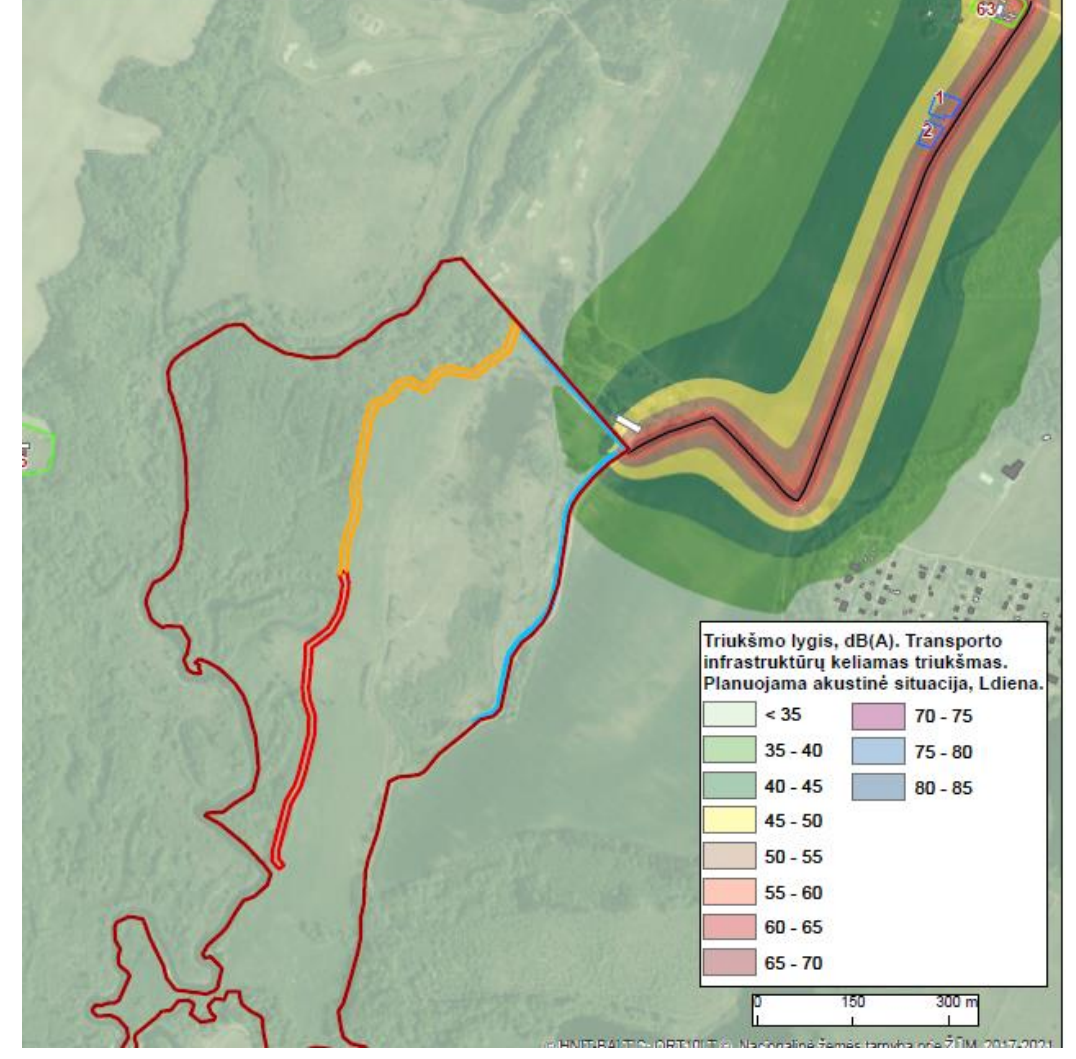 63
1
2
Triukšmo lygis, dB(A). Transporto
infrastruktūrų keliamas triukšmas.
Planuojama akustinė situacija, Ldiena.
< 35
35 - 40
40 - 45
45 - 50
50 - 55
55 - 60
60 - 65
65 - 70
70 - 75
75 - 80
80 - 85
0 150 300 m
Nacionalinė žemės tarnyba prie ŽŪM, 2017-2021